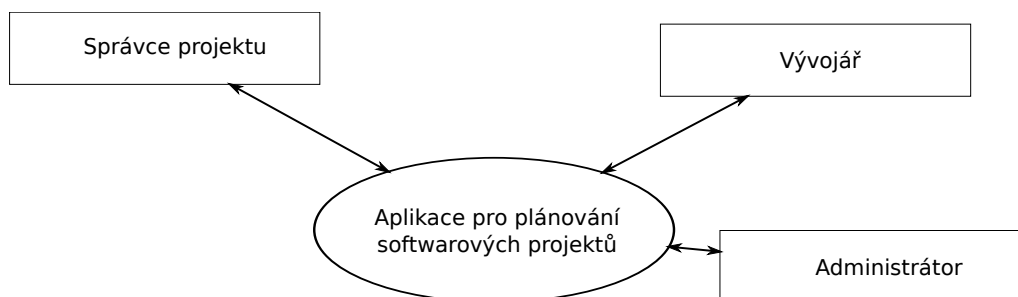 Správce projektu
Vývojář
Aplikace pro plánování
softwarových projektů
Administrátor